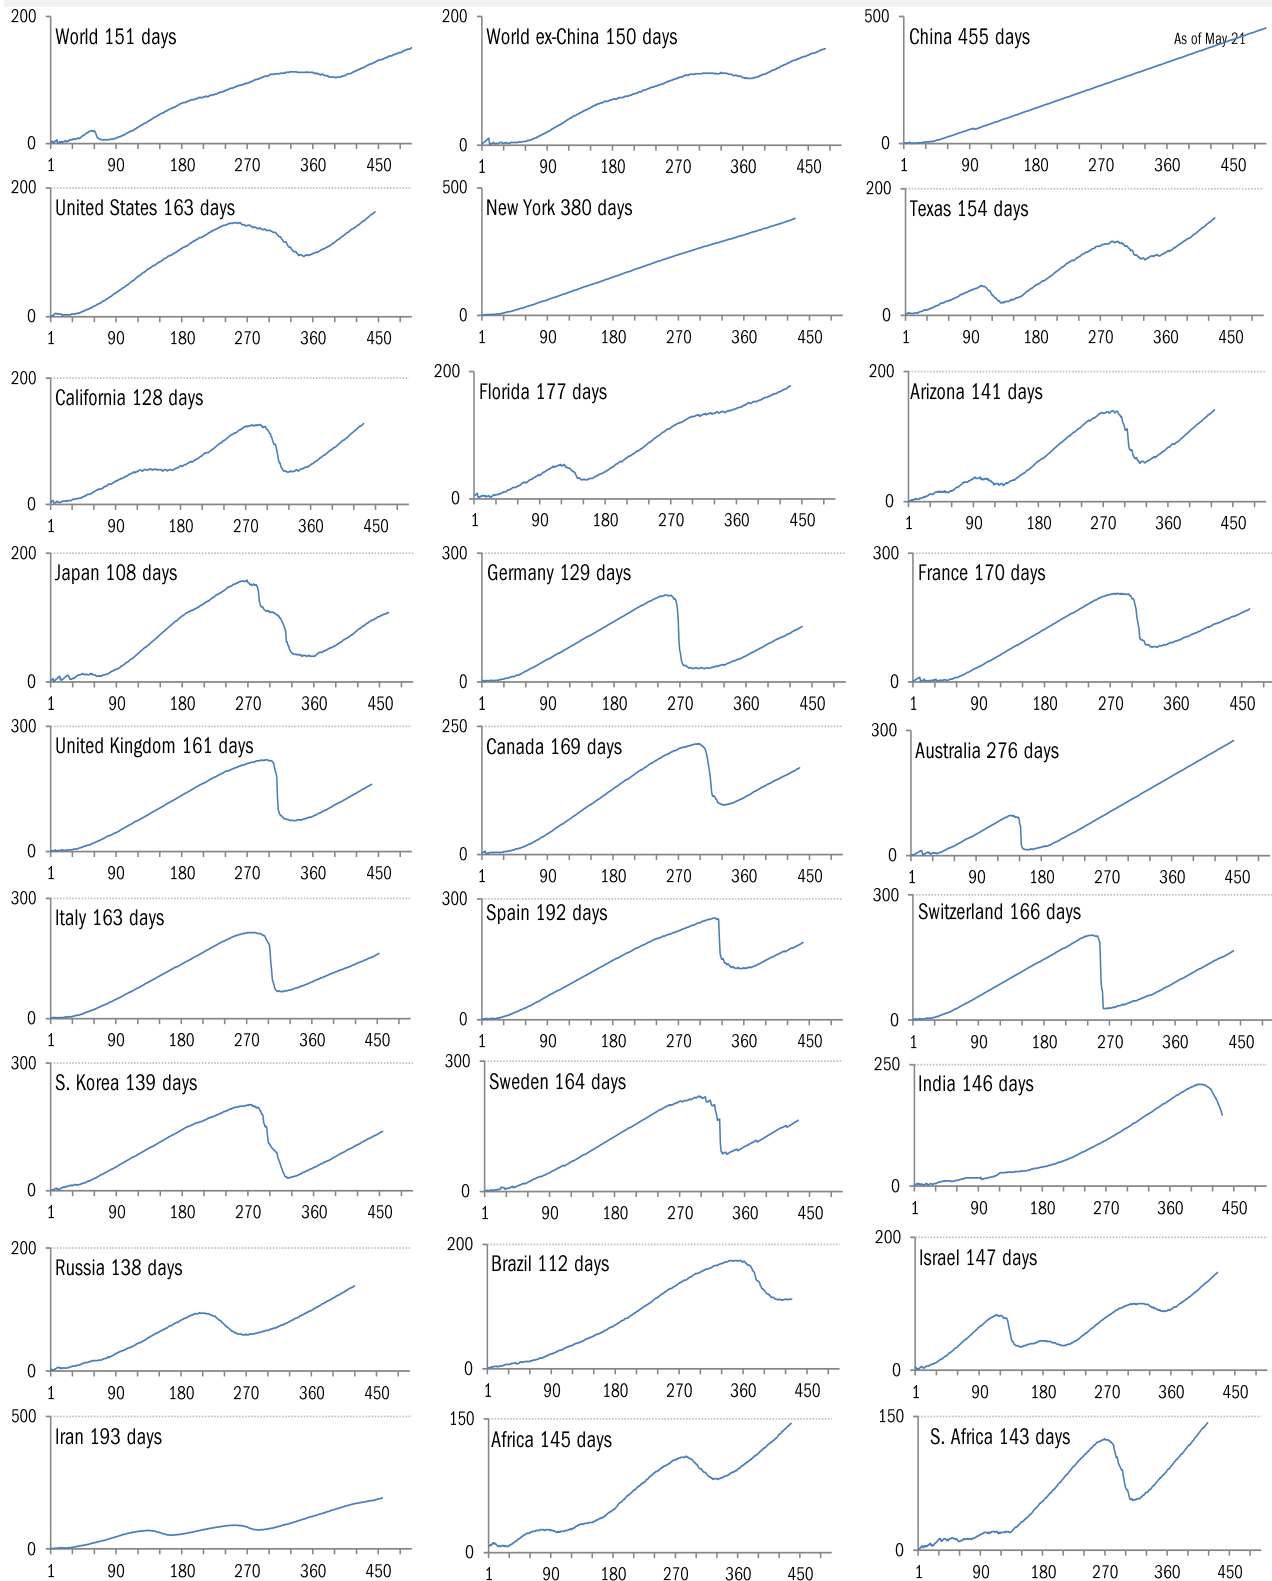 200 200 500
World 151 days World ex-China 150 days China 455 days As of May 21
0 0 0
1 90 180 270 360 450 1 90 180 270 360 450 1 90 180 270 360 450
200 500 200
United States 163 days New York 380 days Texas 154 days
0 0 0
1 90 180 270 360 450 1 90 180 270 360 450 1 90 180 270 360 450
200 200 200
California 128 days Florida 177 days Arizona 141 days
0 0 0
1 90 180 270 360 450 1 90 180 270 360 450 1 90 180 270 360 450
200 300 300
Japan 108 days Germany 129 days France 170 days
0 0 0
1 90 180 270 360 450 1 90 180 270 360 450 1 90 180 270 360 450
300 250 300
United Kingdom 161 days Canada 169 days Australia 276 days
0 0 0
1 90 180 270 360 450 1 90 180 270 360 450 1 90 180 270 360 450
300 300 300
Italy 163 days Spain 192 days Switzerland 166 days
0 0 0
1 90 180 270 360 450 1 90 180 270 360 450 1 90 180 270 360 450
300 300 250
S. Korea 139 days Sweden 164 days India 146 days
0 0 0
1 90 180 270 360 450 1 90 180 270 360 450 1 90 180 270 360 450
200 200 200
Russia 138 days Brazil 112 days Israel 147 days
0 0 0
1 90 180 270 360 450 1 90 180 270 360 450 1 90 180 270 360 450
500 150 150
Iran 193 days Africa 145 days S. Africa 143 days
0 0 0
1 90 180 270 360 450 1 90 180 270 360 450 1 90 180 270 360 450